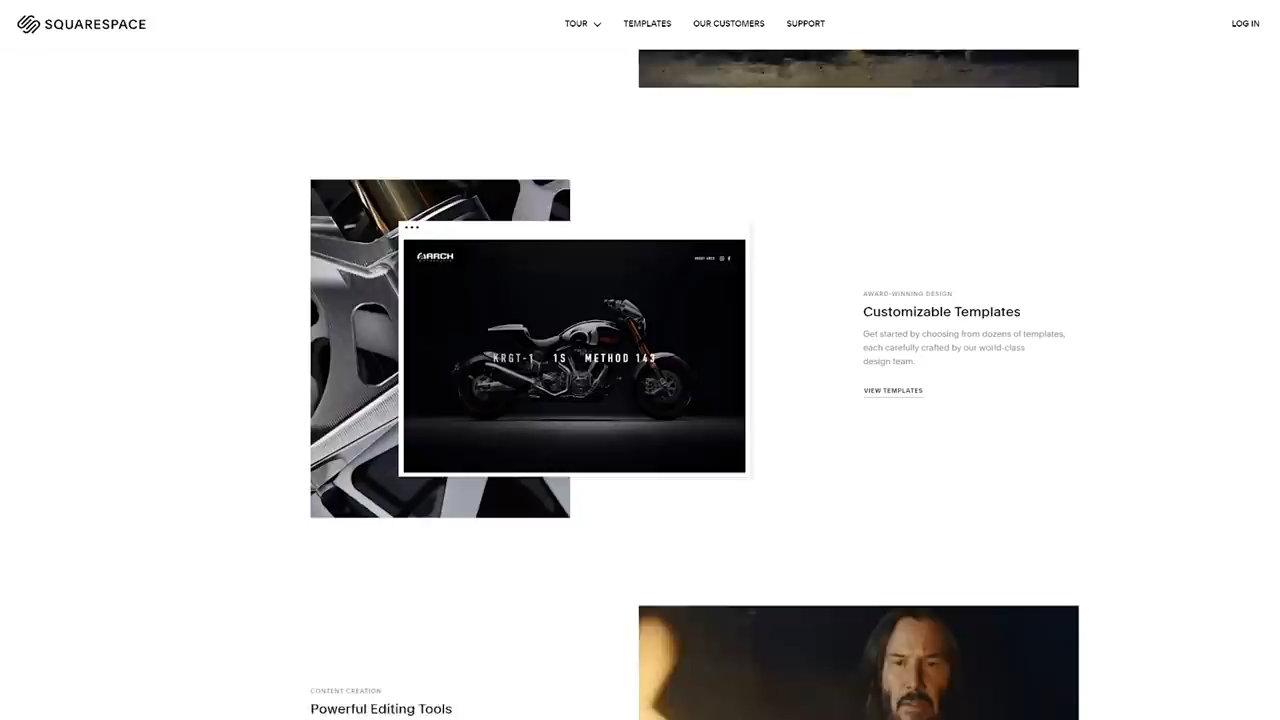 SQUARESPACE
TOUR
TEMPLATES
OUR CUSTOMERS
SUPPORT
LOG IN
ARCH
KRGT-1 1S METHOD 143
AWARD-WINNING DESIGN
Customizable Templates
Get started by choosing from dozens of templates,
each carefully crafted by our world-class
design team.
VIEW TEMPLATES
CONTENT CREATION
Powerful Editing Tools